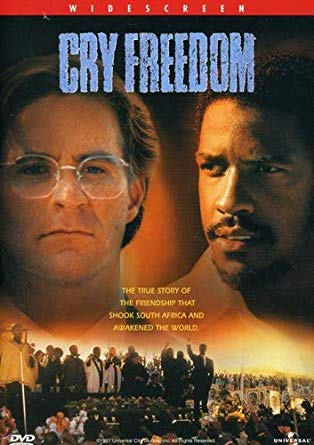 WIDESCREEN
CRY FREEDOM
THE TRUE STORY OF
THE FRIENDSHIP THAT
SHOOK SOUTH AFRICA AND
AWAKENED THE WORLD.
DVD
UNIVERSAL